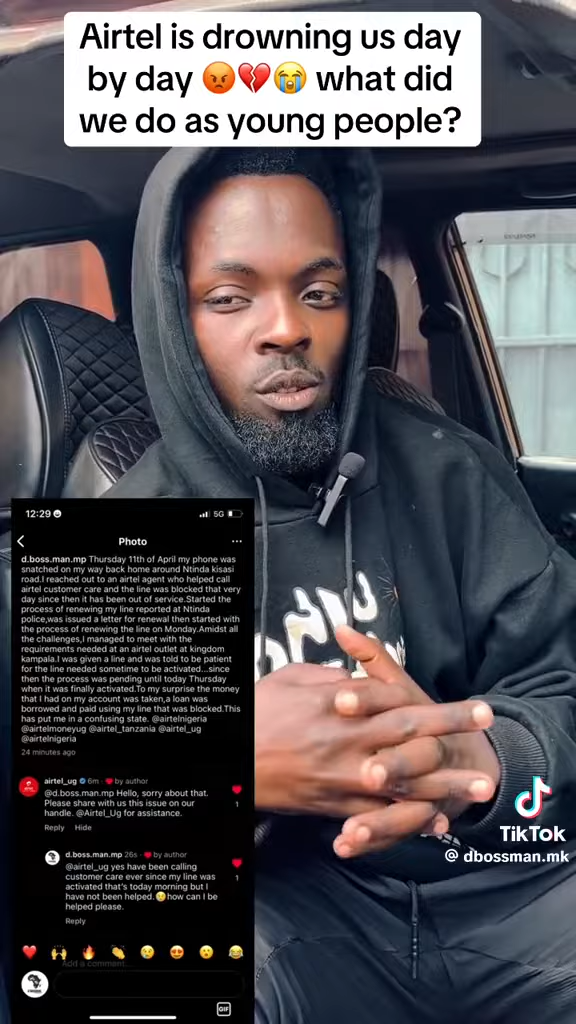 Airtel is drowning us day
by day 😡💔😭 what did
we do as young people?
12:29
5G
Photo
d.boss.man.mp Thursday 11th of April my phone was
snatched on my way back home around Ntinda kisasi
road.I reached out to an airtel agent who helped call
airtel customer care and the line was blocked that very
day since then it has been out of service.Started the
process of renewing my line reported at Ntinda
police,was issued a letter for renewal then started with
the process of renewing the line on Monday.Amidst all
the challenges,I managed to meet with the
requirements needed at an airtel outlet at kingdom
kampala.I was given a line and was told to be patient
for the line needed sometime to be activated...since
then the process was pending until today Thursday
when it was finally activated.To my surprise the money
that I had on my account was taken,a loan was
borrowed and paid using my line that was blocked.This
has put me in a confusing state. @airtelnigeria
@airtelmoneyug @airtel_tanzania @airtel_ug
@airtelnigeria
24 minutes ago
airtel_ug 6m · ❤ by author
@d.boss.man.mp Hello, sorry about that.
Please share with us this issue on our
handle. @Airtel_Ug for assistance.
1
Reply Hide
d.boss.man.mp 26s · ❤ by author
@airtel_ug yes have been calling
customer care ever since my line was
activated that's today morning but I
have not been helped.😢how can I be
helped please.
1
Reply
❤️ 🙌 🔥 👏 😢 😍 😮 😂
Add a comment...
GIF
TikTok
@ dbossman.mk